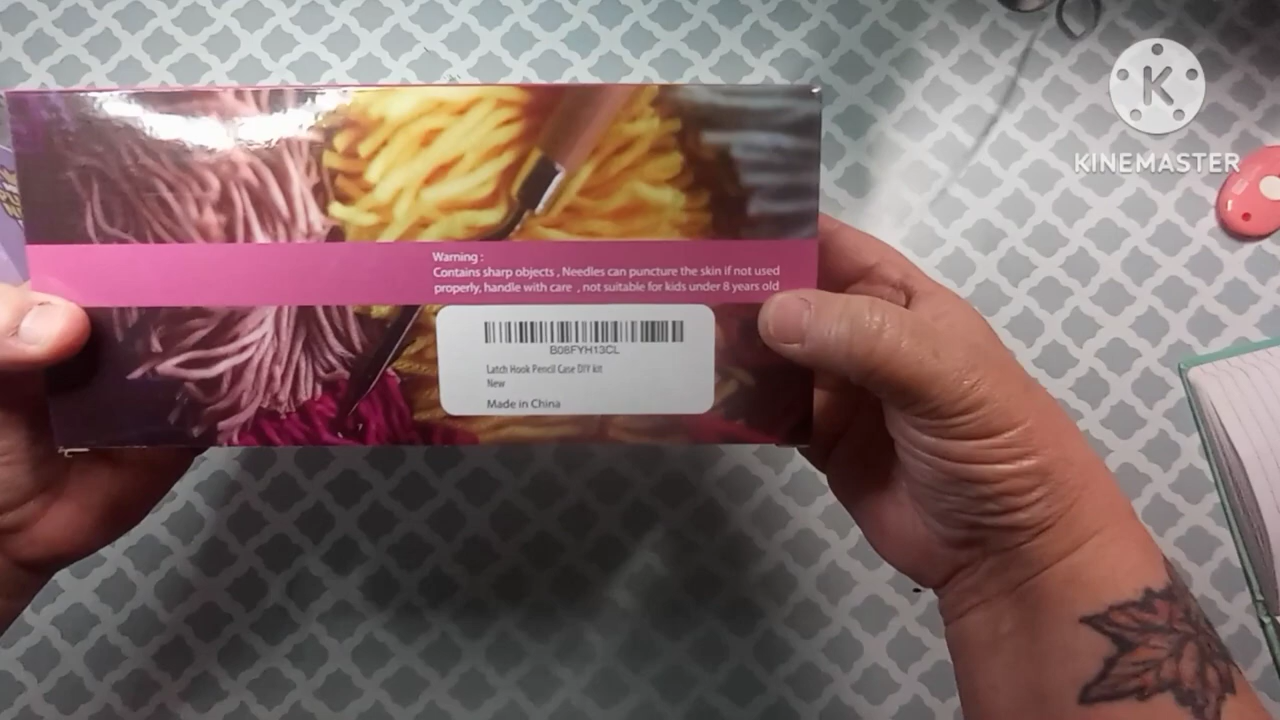 K
KINEMASTER
Warning :
Contains sharp objects , Needles can puncture the skin if not used
properly, handle with care , not suitable for kids under 8 years old
B08FYH13CL
Latch Hook Pencil Case DIY kit
New
Made in China